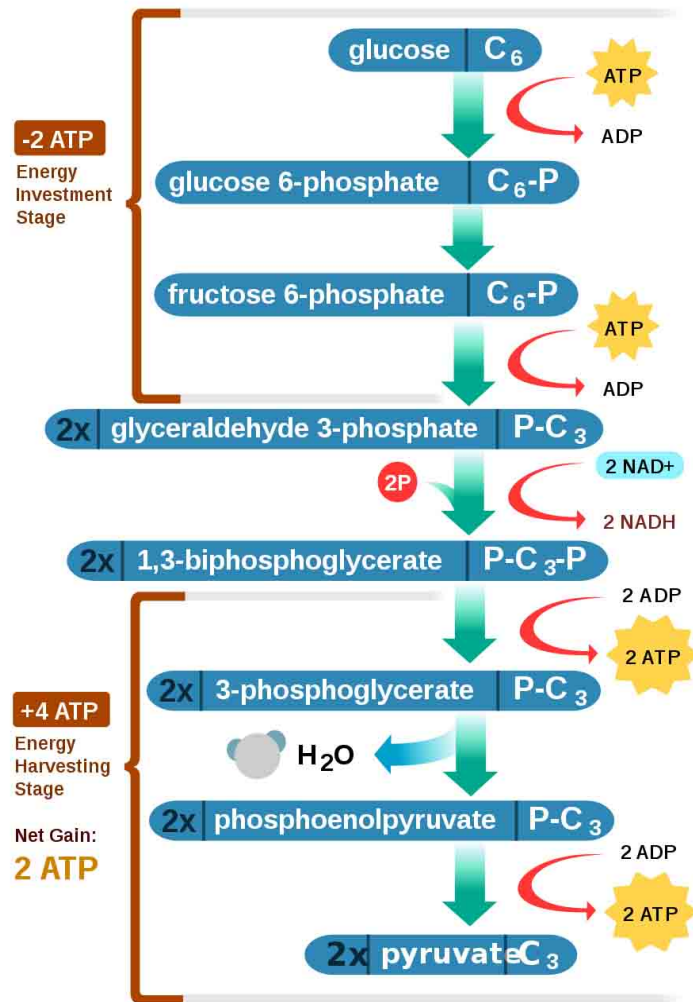 glucose C6
ATP
ADP
-2 ATP
Energy
Investment
Stage
glucose 6-phosphate C6-P
fructose 6-phosphate C6-P
ATP
ADP
2x glyceraldehyde 3-phosphate P-C3
2P
2 NAD+
2 NADH
2x 1,3-biphosphoglycerate P-C3-P
2 ADP
2 ATP
2x 3-phosphoglycerate P-C3
+4 ATP
Energy
Harvesting
Stage
H2O
Net Gain:
2 ATP
2x phosphoenolpyruvate P-C3
2 ADP
2 ATP
2x pyruvate C3